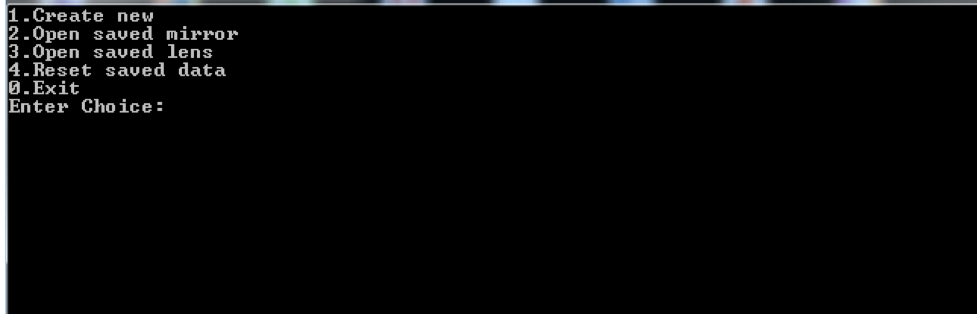 1.Create new
2.Open saved mirror
3.Open saved lens
4.Reset saved data
0.Exit
Enter Choice: